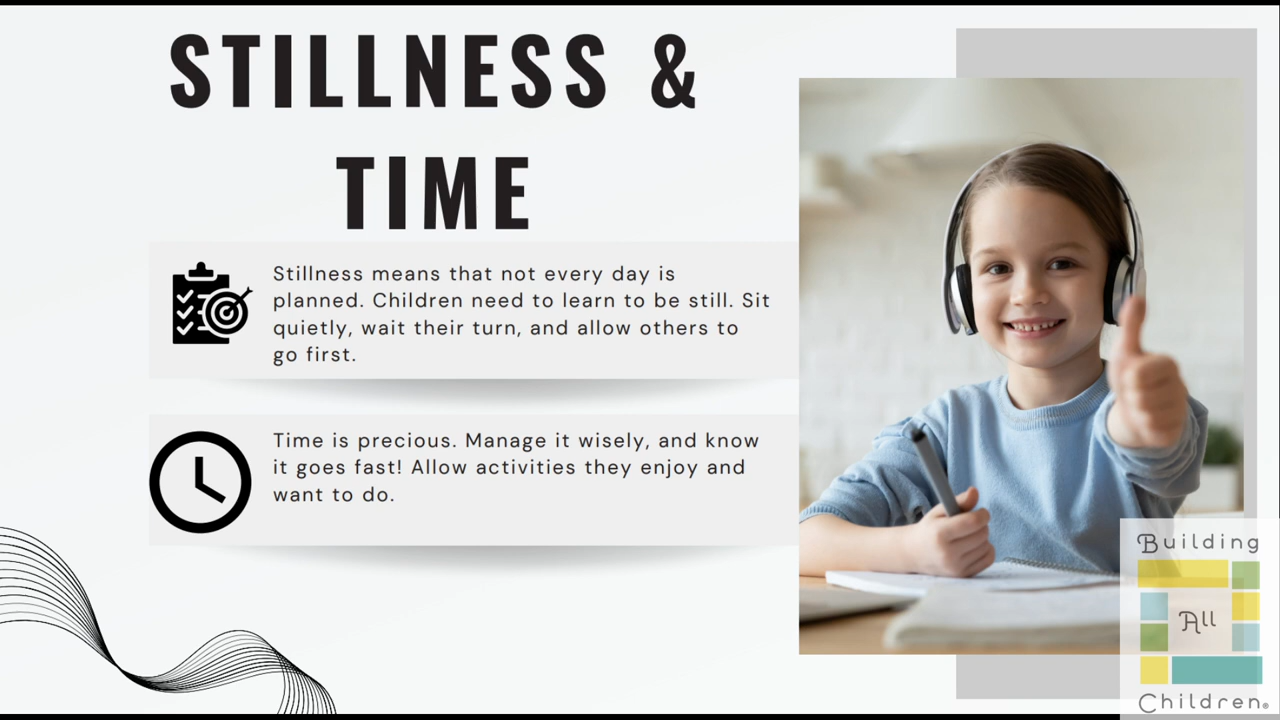 STILLNESS &
TIME
Stillness means that not every day is
planned. Children need to learn to be still. Sit
quietly, wait their turn, and allow others to
go first.
Time is precious. Manage it wisely, and know
it goes fast! Allow activities they enjoy and
want to do.
Building
All
Children®